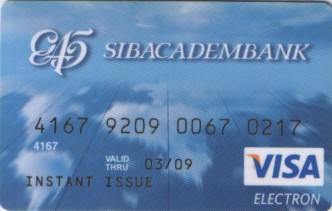 SIBACADEMBANK
4167 9209 0067 0217
4167
VALID THRU 03/09
INSTANT ISSUE
VISA
ELECTRON